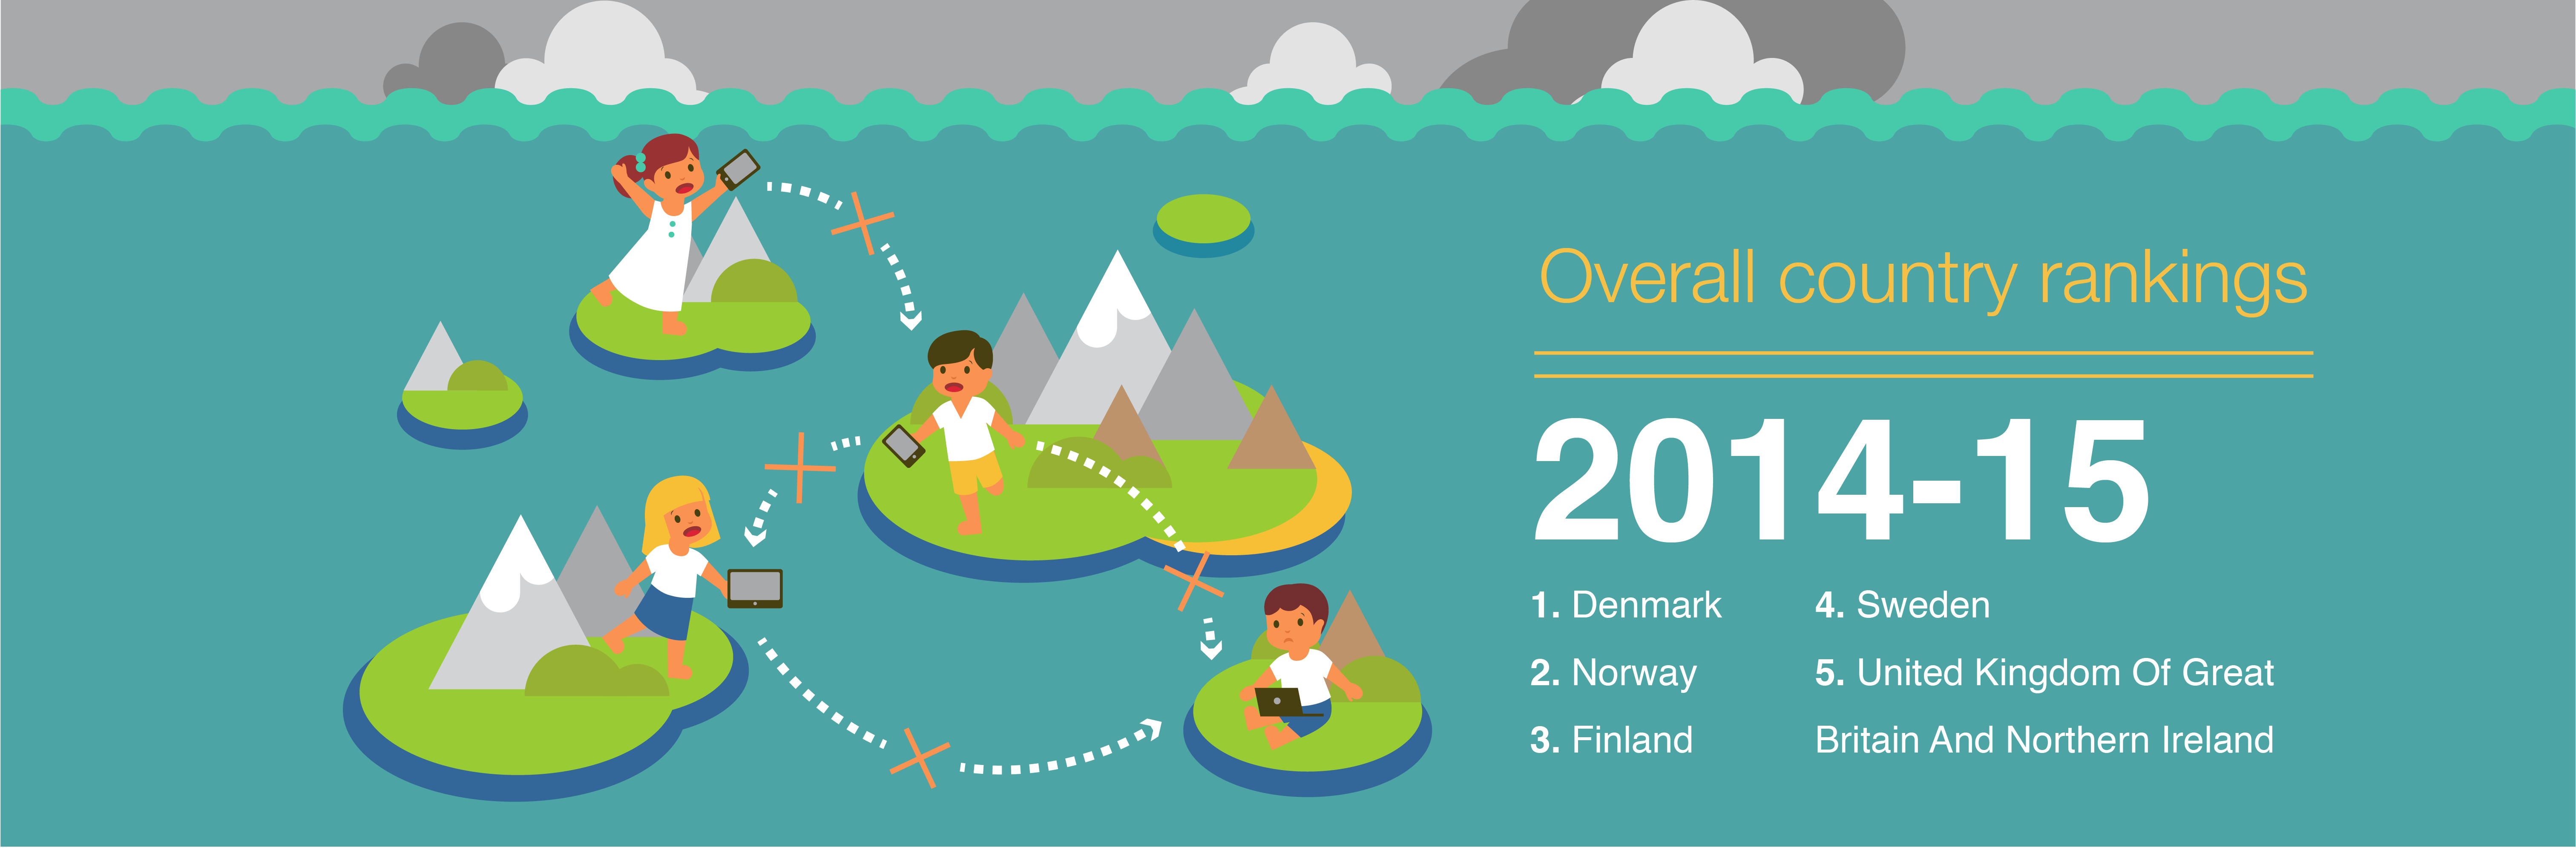 Overall country rankings
2014-15
1. Denmark
2. Norway
3. Finland
4. Sweden
5. United Kingdom Of Great
Britain And Northern Ireland